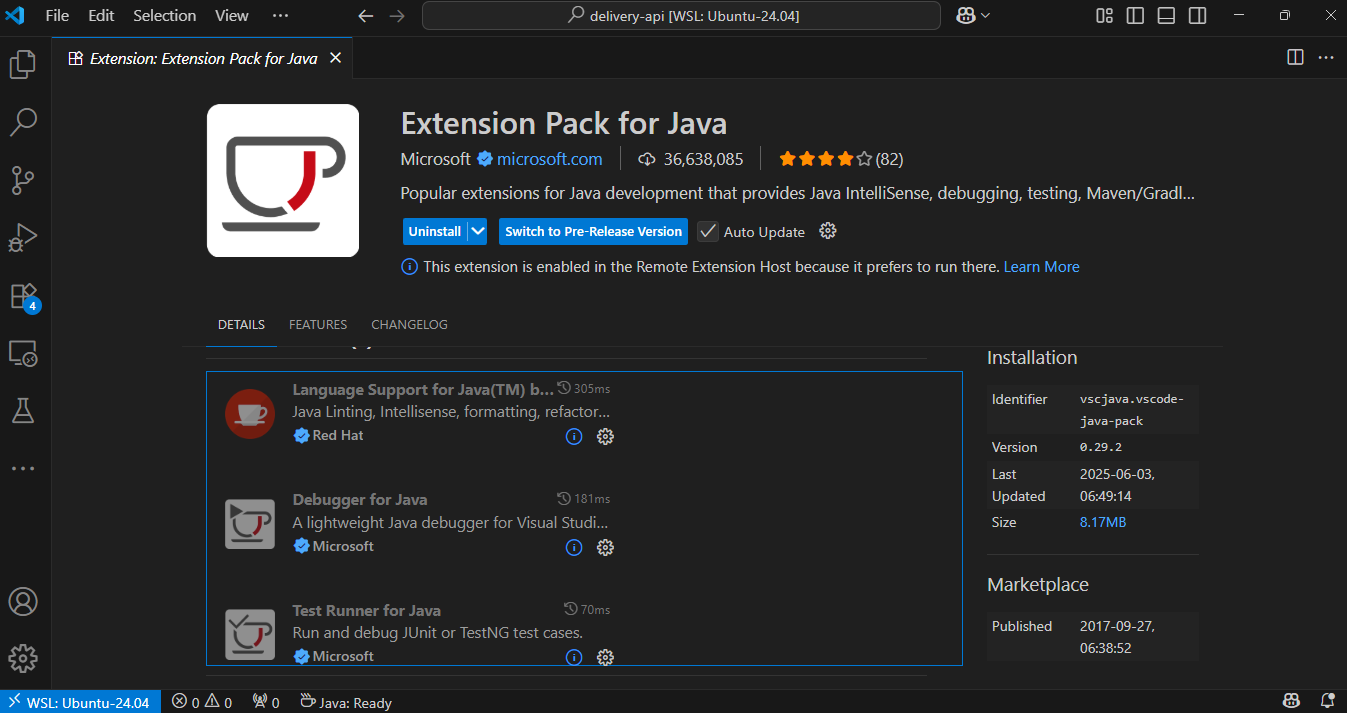 File Edit Selection View ···
delivery-api [WSL: Ubuntu-24.04]
Extension: Extension Pack for Java
4
Extension Pack for Java
Microsoft microsoft.com 36,638,085 (82)
Popular extensions for Java development that provides Java IntelliSense, debugging, testing, Maven/Gradl...
Uninstall Switch to Pre-Release Version Auto Update
This extension is enabled in the Remote Extension Host because it prefers to run there. Learn More
DETAILS FEATURES CHANGELOG
Language Support for Java(TM) b... 305ms
Java Linting, Intellisense, formatting, refactor...
Red Hat
Debugger for Java 181ms
A lightweight Java debugger for Visual Studi...
Microsoft
Test Runner for Java 70ms
Run and debug JUnit or TestNG test cases.
Microsoft
Installation
Identifier vscjava.vscode-
java-pack
Version 0.29.2
Last 2025-06-03,
Updated 06:49:14
Size 8.17MB
Marketplace
Published 2017-09-27,
06:38:52
WSL: Ubuntu-24.04 0 0 0 Java: Ready